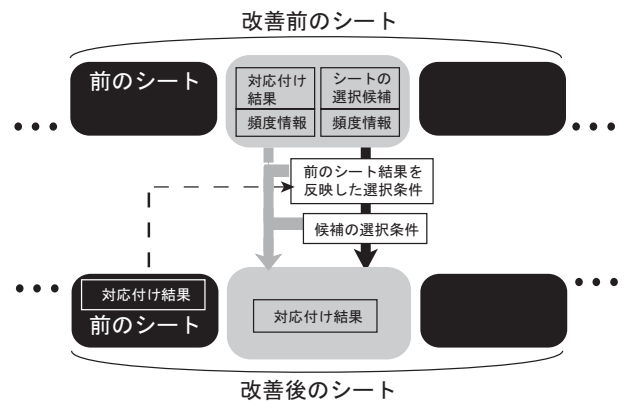 改善前のシート
前のシート
対応付け
結果
頻度情報
シートの
選択候補
頻度情報
前のシート結果を
反映した選択条件
候補の選択条件
対応付け結果
前のシート
対応付け結果
改善後のシート